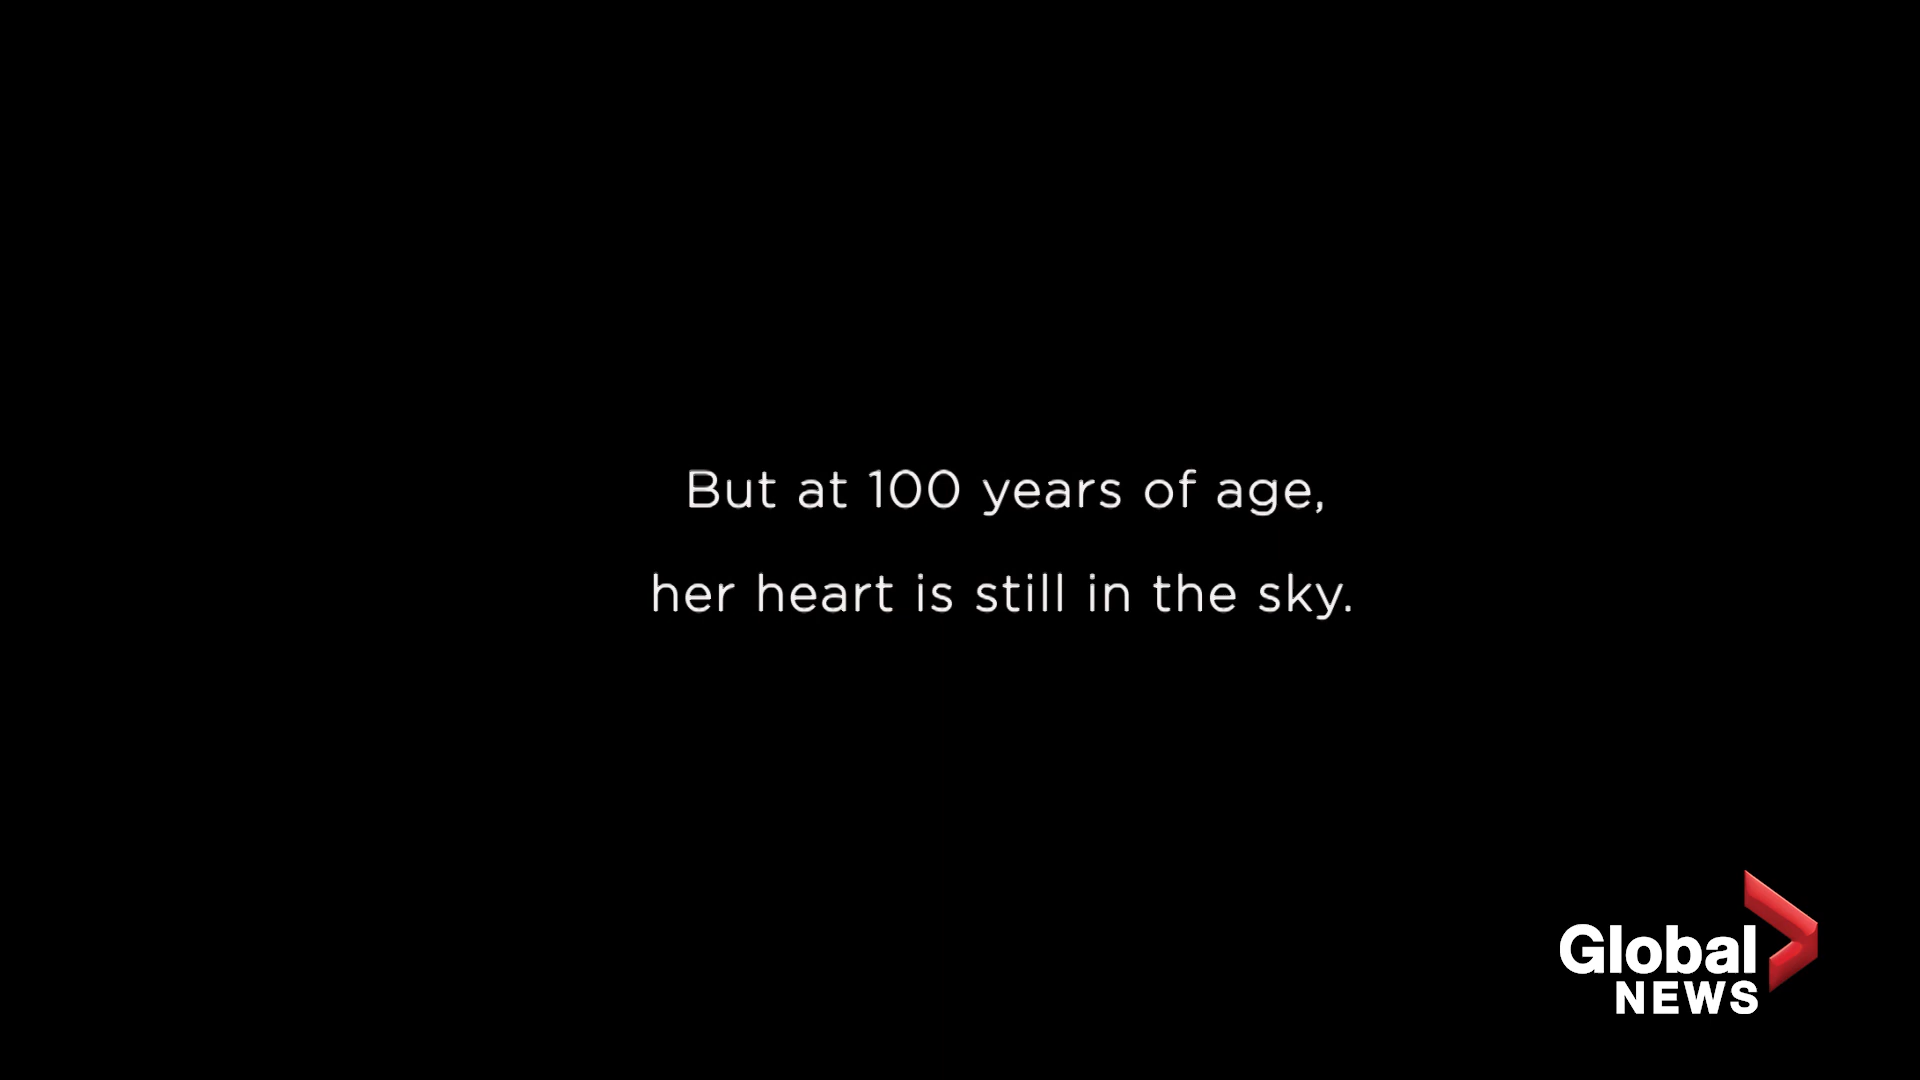 But at 100 years of age,
her heart is still in the sky.
Global
NEWS